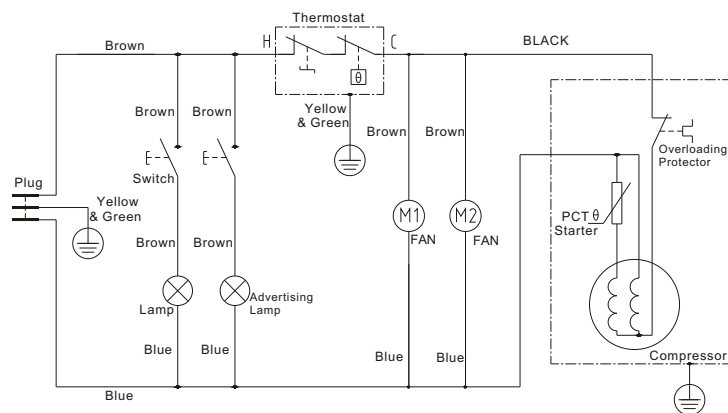 Thermostat
H
C
Brown
BLACK
θ
Brown
Brown
Yellow
& Green
Brown
Brown
Overloading
Protector
Switch
Plug
Yellow
& Green
M1
M2
FAN
FAN
PCT θ
Starter
Brown
Brown
Lamp
Advertising
Lamp
Blue
Blue
Blue
Blue
Compressor
Blue